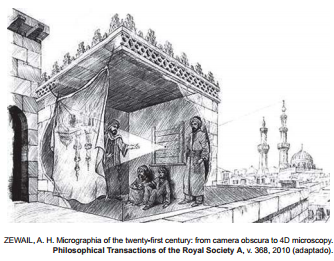 ZEWAIL, A. H. Micrographia of the twenty-first century: from camera obscura to 4D microscopy.
Philosophical Transactions of the Royal Society A, v. 368, 2010 (adaptado).